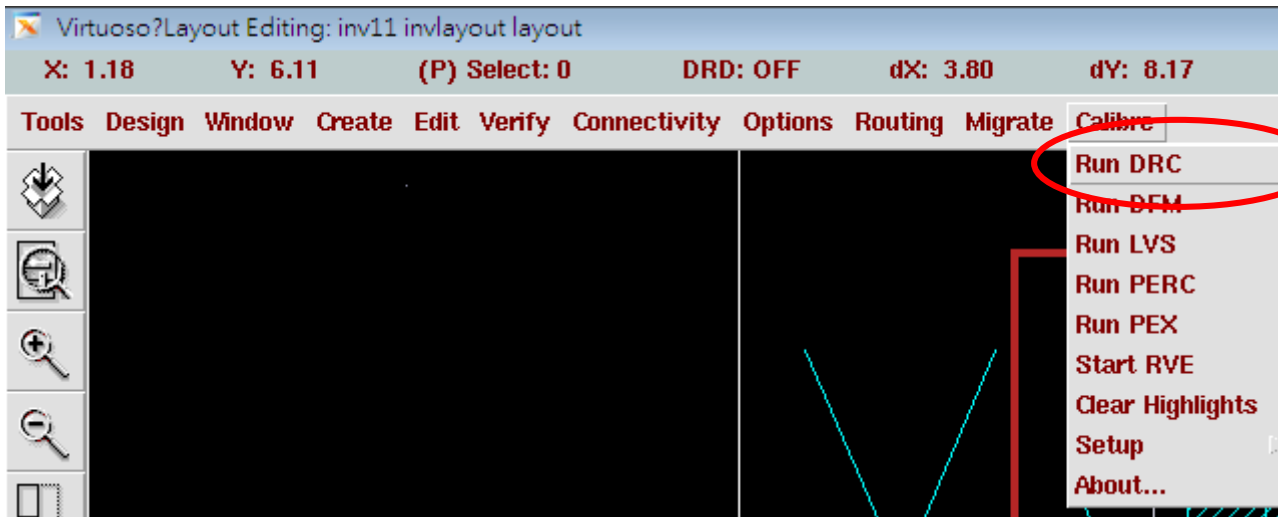 Virtuoso?Layout Editing: inv11 invlayout layout
X: 1.18 Y: 6.11 (P) Select: 0 DRD: OFF dX: 3.80 dY: 8.17
Tools Design Window Create Edit Verify Connectivity Options Routing Migrate Calibre
Run DRC
Run DFM
Run LVS
Run PERC
Run PEX
Start RVE
Clear Highlights
Setup
About...